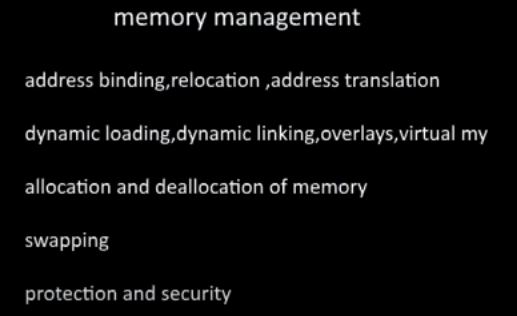 memory management
address binding,relocation ,address translation
dynamic loading,dynamic linking,overlays,virtual my
allocation and deallocation of memory
swapping
protection and security